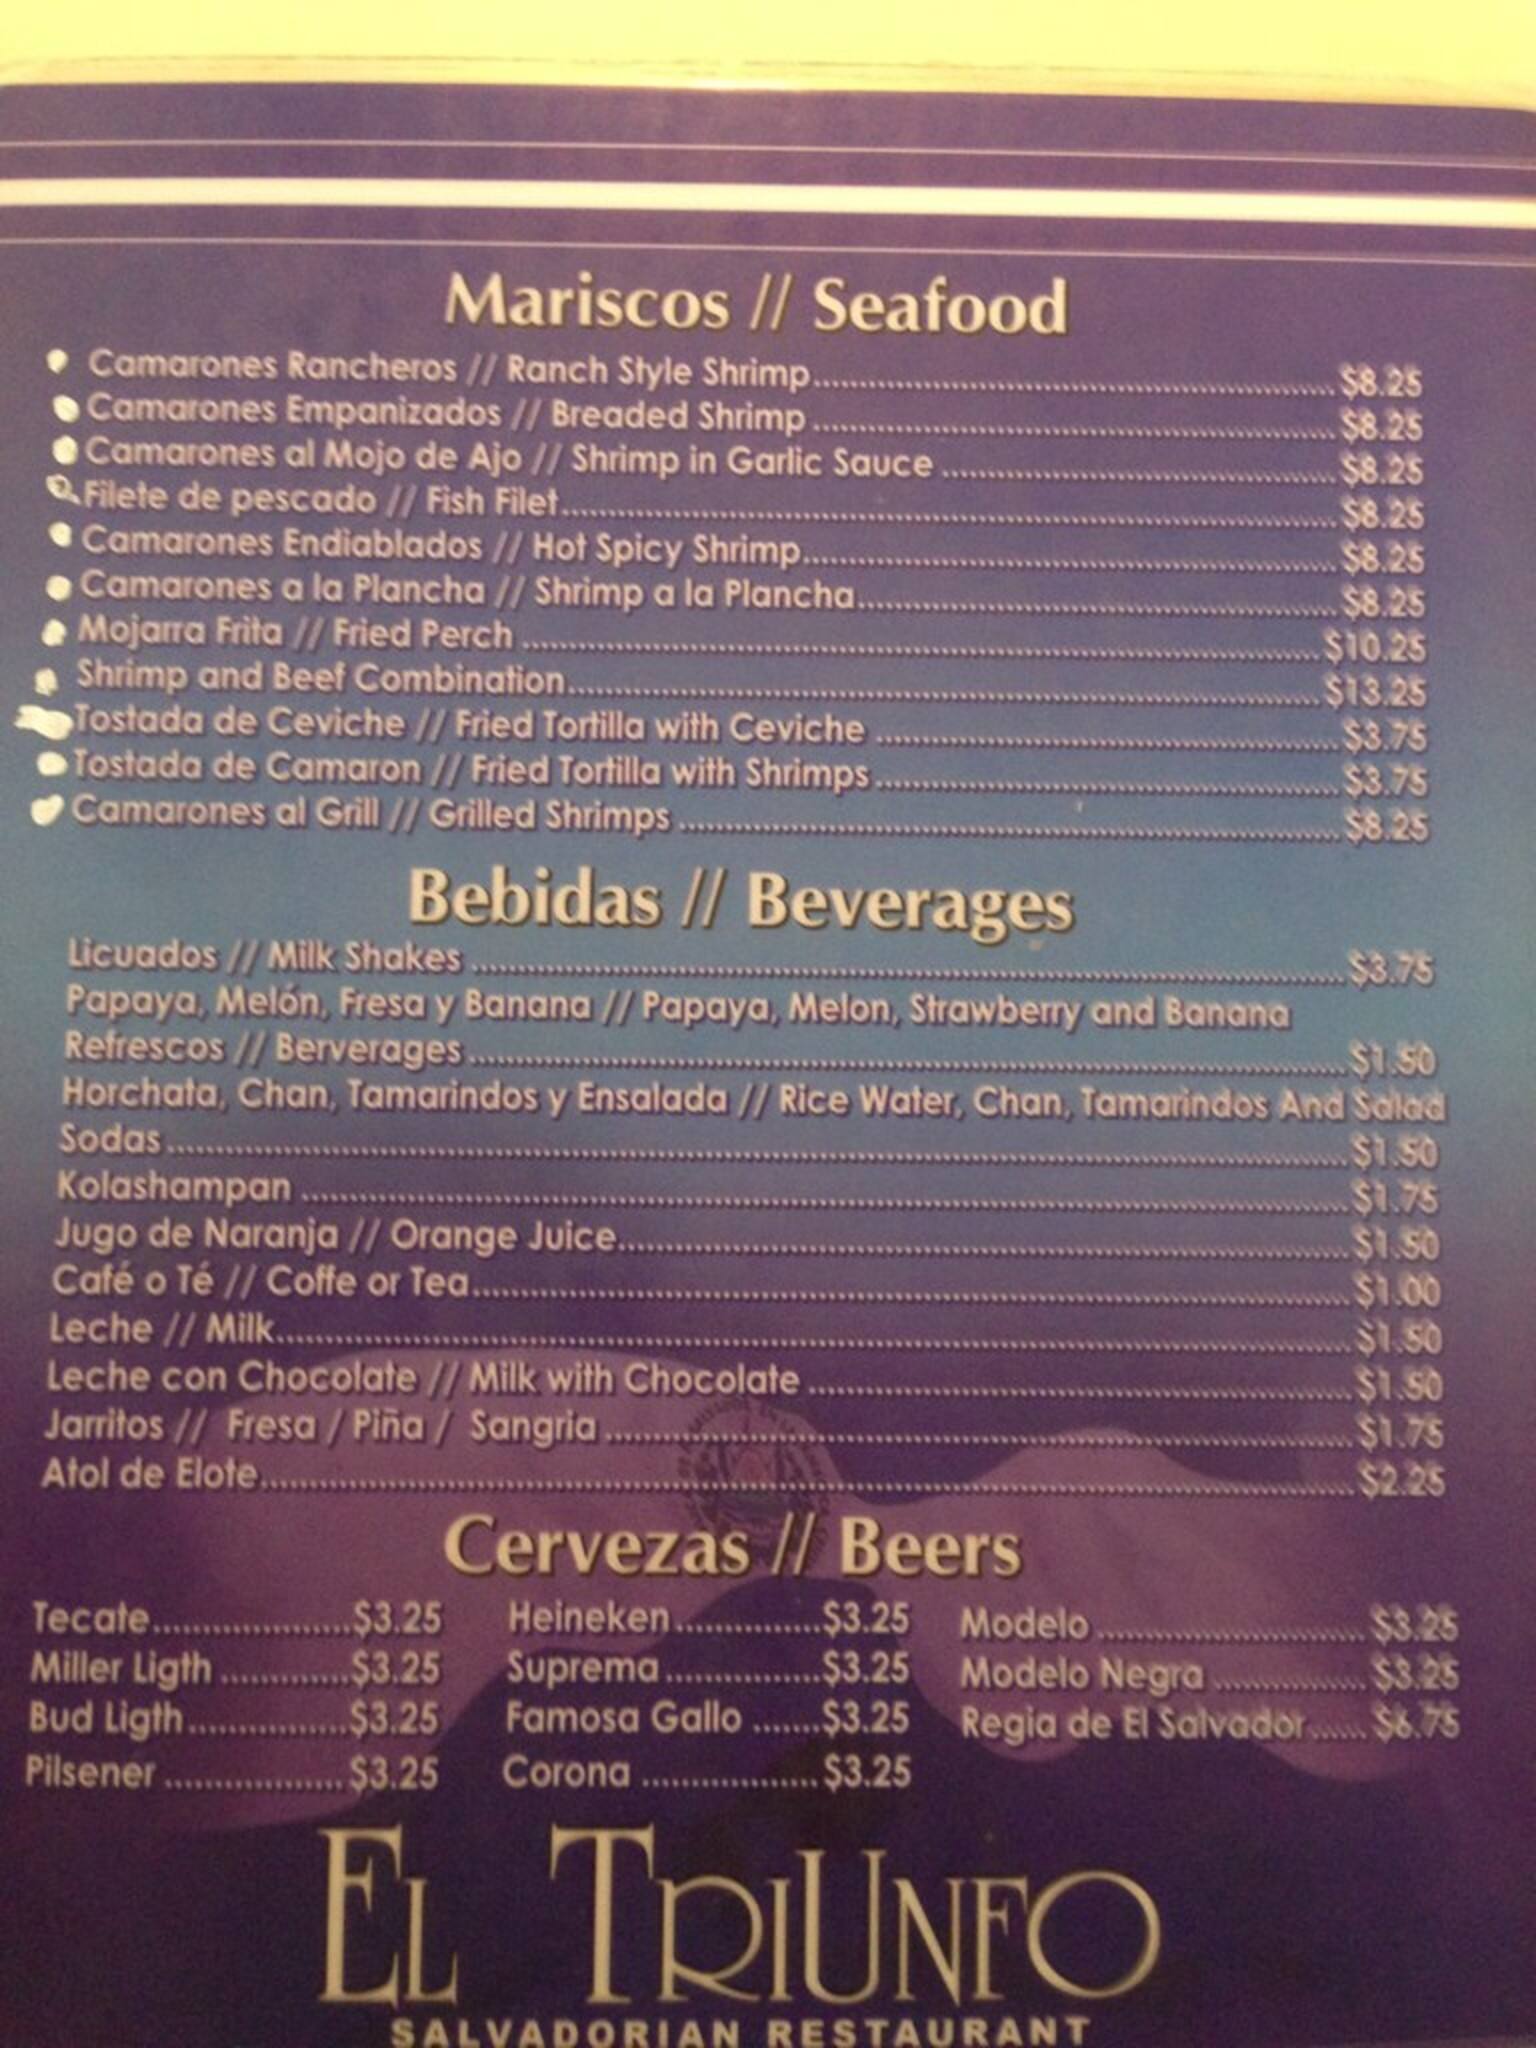 Mariscos // Seafood
Camarones Rancheros // Ranch Style Shrimp $8.25
Camarones Empanizados // Breaded Shrimp $8.25
Camarones al Mojo de Ajo // Shrimp in Garlic Sauce $8.25
Filete de pescado // Fish Filet $8.25
Camarones Endiablados // Hot Spicy Shrimp $8.25
Camarones a la Plancha // Shrimp a la Plancha $8.25
Mojarra Frita // Fried Perch $10.25
Shrimp and Beef Combination $13.25
Tostada de Ceviche // Fried Tortilla with Ceviche $3.75
Tostada de Camaron // Fried Tortilla with Shrimps $3.75
Camarones al Grill // Grilled Shrimps $8.25
Bebidas // Beverages
Licuados // Milk Shakes $3.75
Papaya, Melón, Fresa y Banana // Papaya, Melon, Strawberry and Banana
Refrescos // Berverages $1.50
Horchata, Chan, Tamarindos y Ensalada // Rice Water, Chan, Tamarindos And Salad
Sodas $1.50
Kolashampan $1.75
Jugo de Naranja // Orange Juice $1.50
Café o Té // Coffe or Tea $1.00
Leche // Milk $1.50
Leche con Chocolate // Milk with Chocolate $1.50
Jarritos // Fresa / Piña / Sangria $1.75
Atol de Elote $2.25
Cervezas // Beers
Tecate $3.25 Heineken $3.25 Modelo $3.25
Miller Ligth $3.25 Suprema $3.25 Modelo Negra $3.25
Bud Ligth $3.25 Famosa Gallo $3.25 Regia de El Salvador $6.75
Pilsener $3.25 Corona $3.25
EL TRIUNFO
SALVADORIAN RESTAURANT